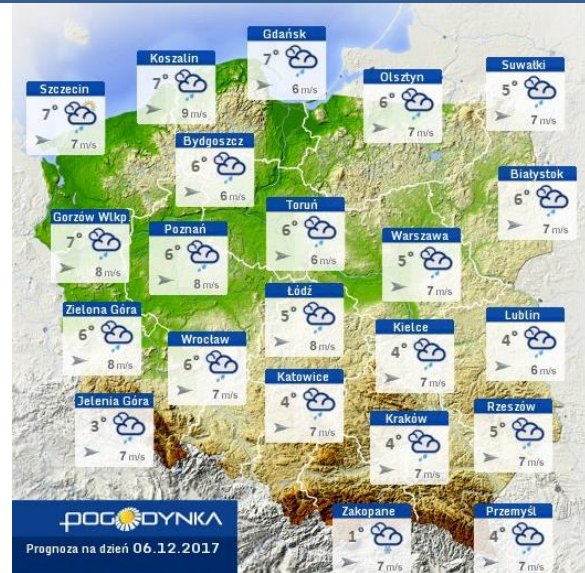 Gdańsk
7°
6 m/s
Koszalin
7°
9 m/s
Suwałki
5°
7 m/s
Olsztyn
6°
7 m/s
Szczecin
7°
7 m/s
Bydgoszcz
6°
6 m/s
Białystok
6°
7 m/s
Toruń
6°
6 m/s
Gorzów Wlkp
7°
8 m/s
Poznań
6°
8 m/s
Warszawa
5°
7 m/s
Łódź
5°
8 m/s
Zielona Góra
6°
8 m/s
Lublin
4°
6 m/s
Kielce
4°
7 m/s
Wrocław
6°
7 m/s
Katowice
4°
7 m/s
Jelenia Góra
3°
7 m/s
Rzeszów
5°
7 m/s
Kraków
4°
7 m/s
Zakopane
1°
7 m/s
Przemyśl
4°
7 m/s
POGODYNKA
Prognoza na dzień 06.12.2017